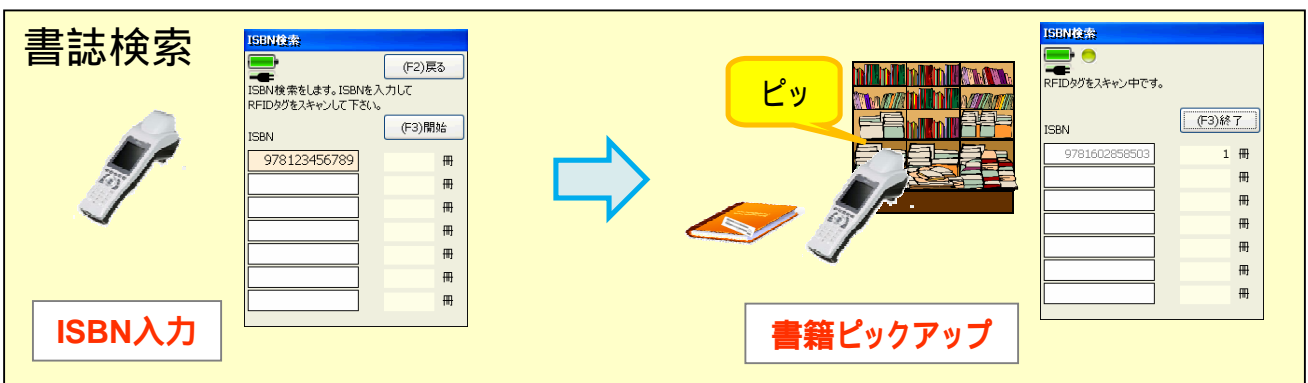 書誌検索
ISBN検索
(F2)戻る
ISBN検索をします。ISBNを入力して
RFIDタグをスキャンして下さい。
(F3)開始
ISBN
978123456789 冊
冊
冊
冊
冊
冊
冊
ISBN入力
ピッ
書籍ピックアップ
ISBN検索
RFIDタグをスキャン中です。
(F3)終了
ISBN
9781602858503 1 冊
冊
冊
冊
冊
冊
冊